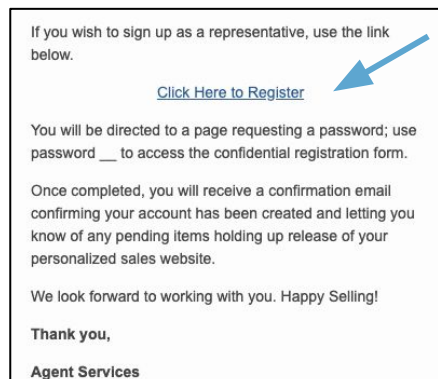 If you wish to sign up as a representative, use the link
below.
Click Here to Register
You will be directed to a page requesting a password; use
password __ to access the confidential registration form.
Once completed, you will receive a confirmation email
confirming your account has been created and letting you
know of any pending items holding up release of your
personalized sales website.
We look forward to working with you. Happy Selling!
Thank you,
Agent Services